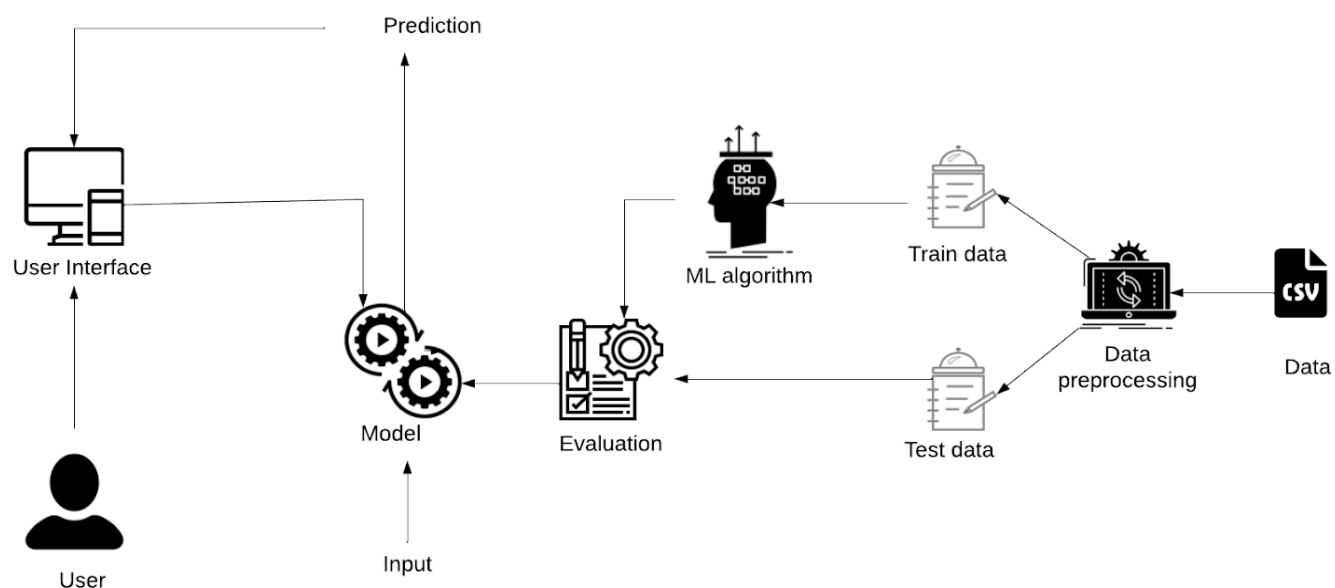 Prediction
User Interface
ML algorithm
Train data
CSV
Data
preprocessing
Data
Model
Evaluation
Test data
Input
User